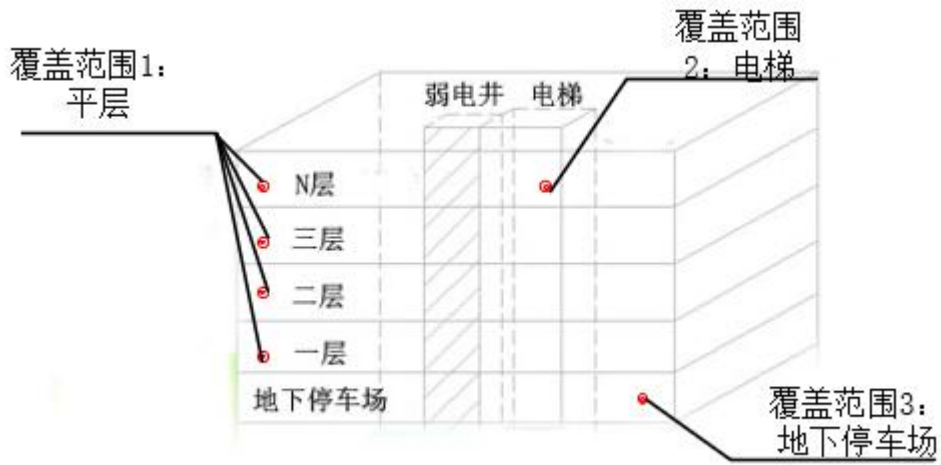 覆盖范围1：
平层
覆盖范围
2：电梯
弱电井
电梯
N层
三层
二层
一层
地下停车场
覆盖范围3：
地下停车场